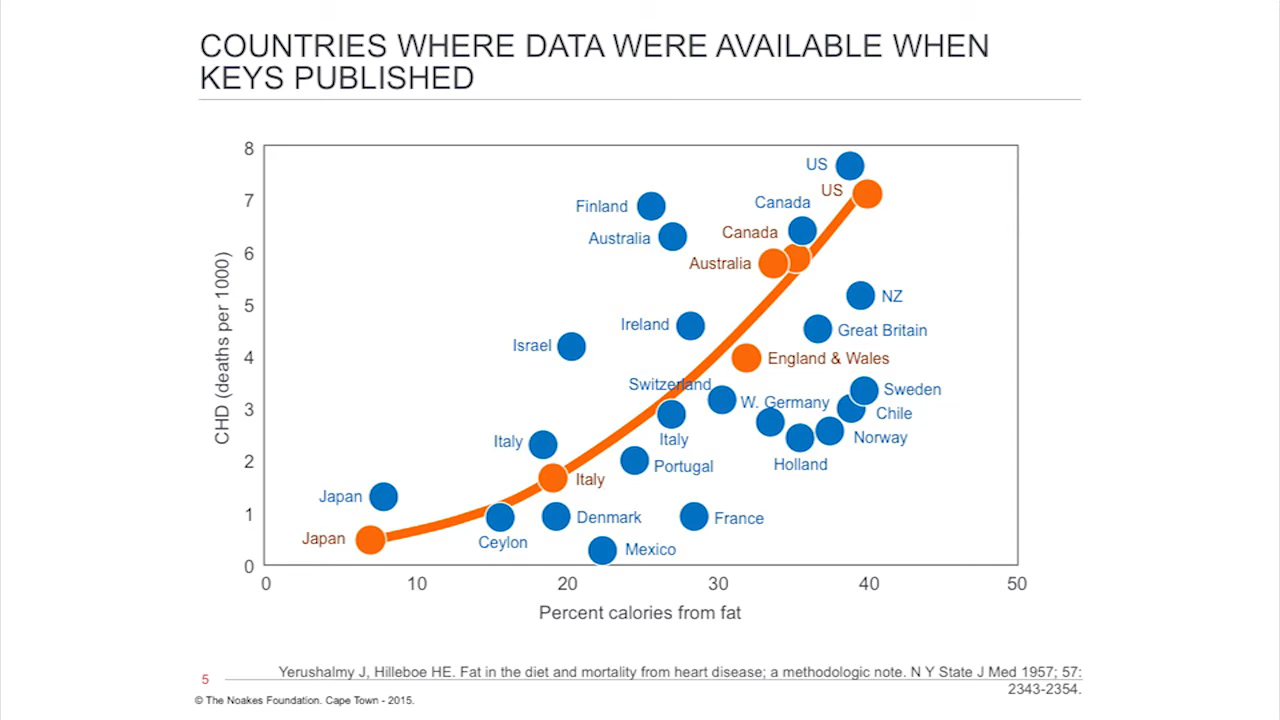 COUNTRIES WHERE DATA WERE AVAILABLE WHEN
KEYS PUBLISHED
8
7
6
5
4
3
2
1
0
CHD (deaths per 1000)
US
US
Canada
Finland
Canada
Australia
Australia
NZ
Ireland
Great Britain
Israel
England & Wales
Switzerland
Sweden
W. Germany
Chile
Italy
Italy
Norway
Holland
Portugal
Italy
Japan
Denmark
France
Japan
Ceylon
Mexico
0 10 20 30 40 50
Percent calories from fat
Yerushalmy J, Hilleboe HE. Fat in the diet and mortality from heart disease; a methodologic note. N Y State J Med 1957; 57:
2343-2354.
5
© The Noakes Foundation. Cape Town - 2015.